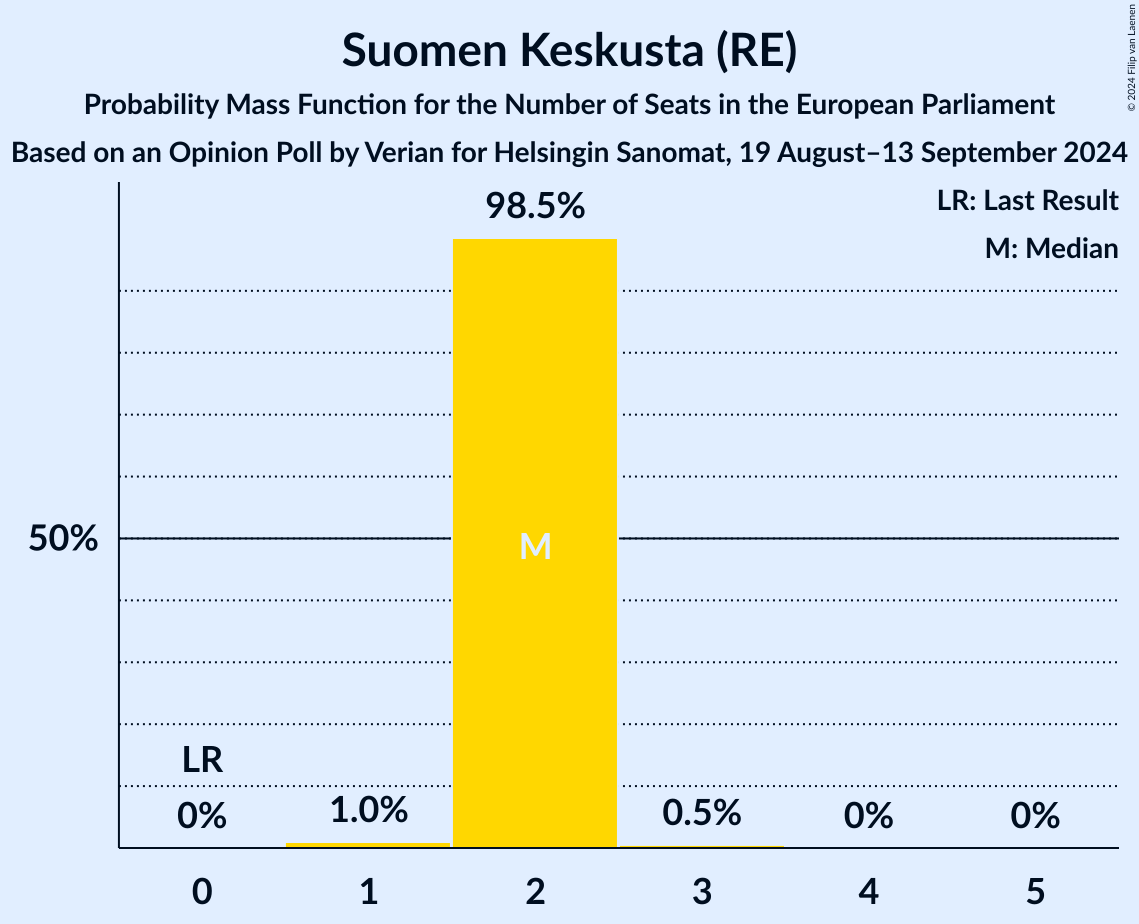 Suomen Keskusta (RE)
Probability Mass Function for the Number of Seats in the European Parliament
Based on an Opinion Poll by Verian for Helsingin Sanomat, 19 August–13 September 2024
© 2024 Filip van Laenen
LR: Last Result
M: Median
98.5%
50%
M
LR
0%
1.0%
0.5%
0%
0%
0 1 2 3 4 5